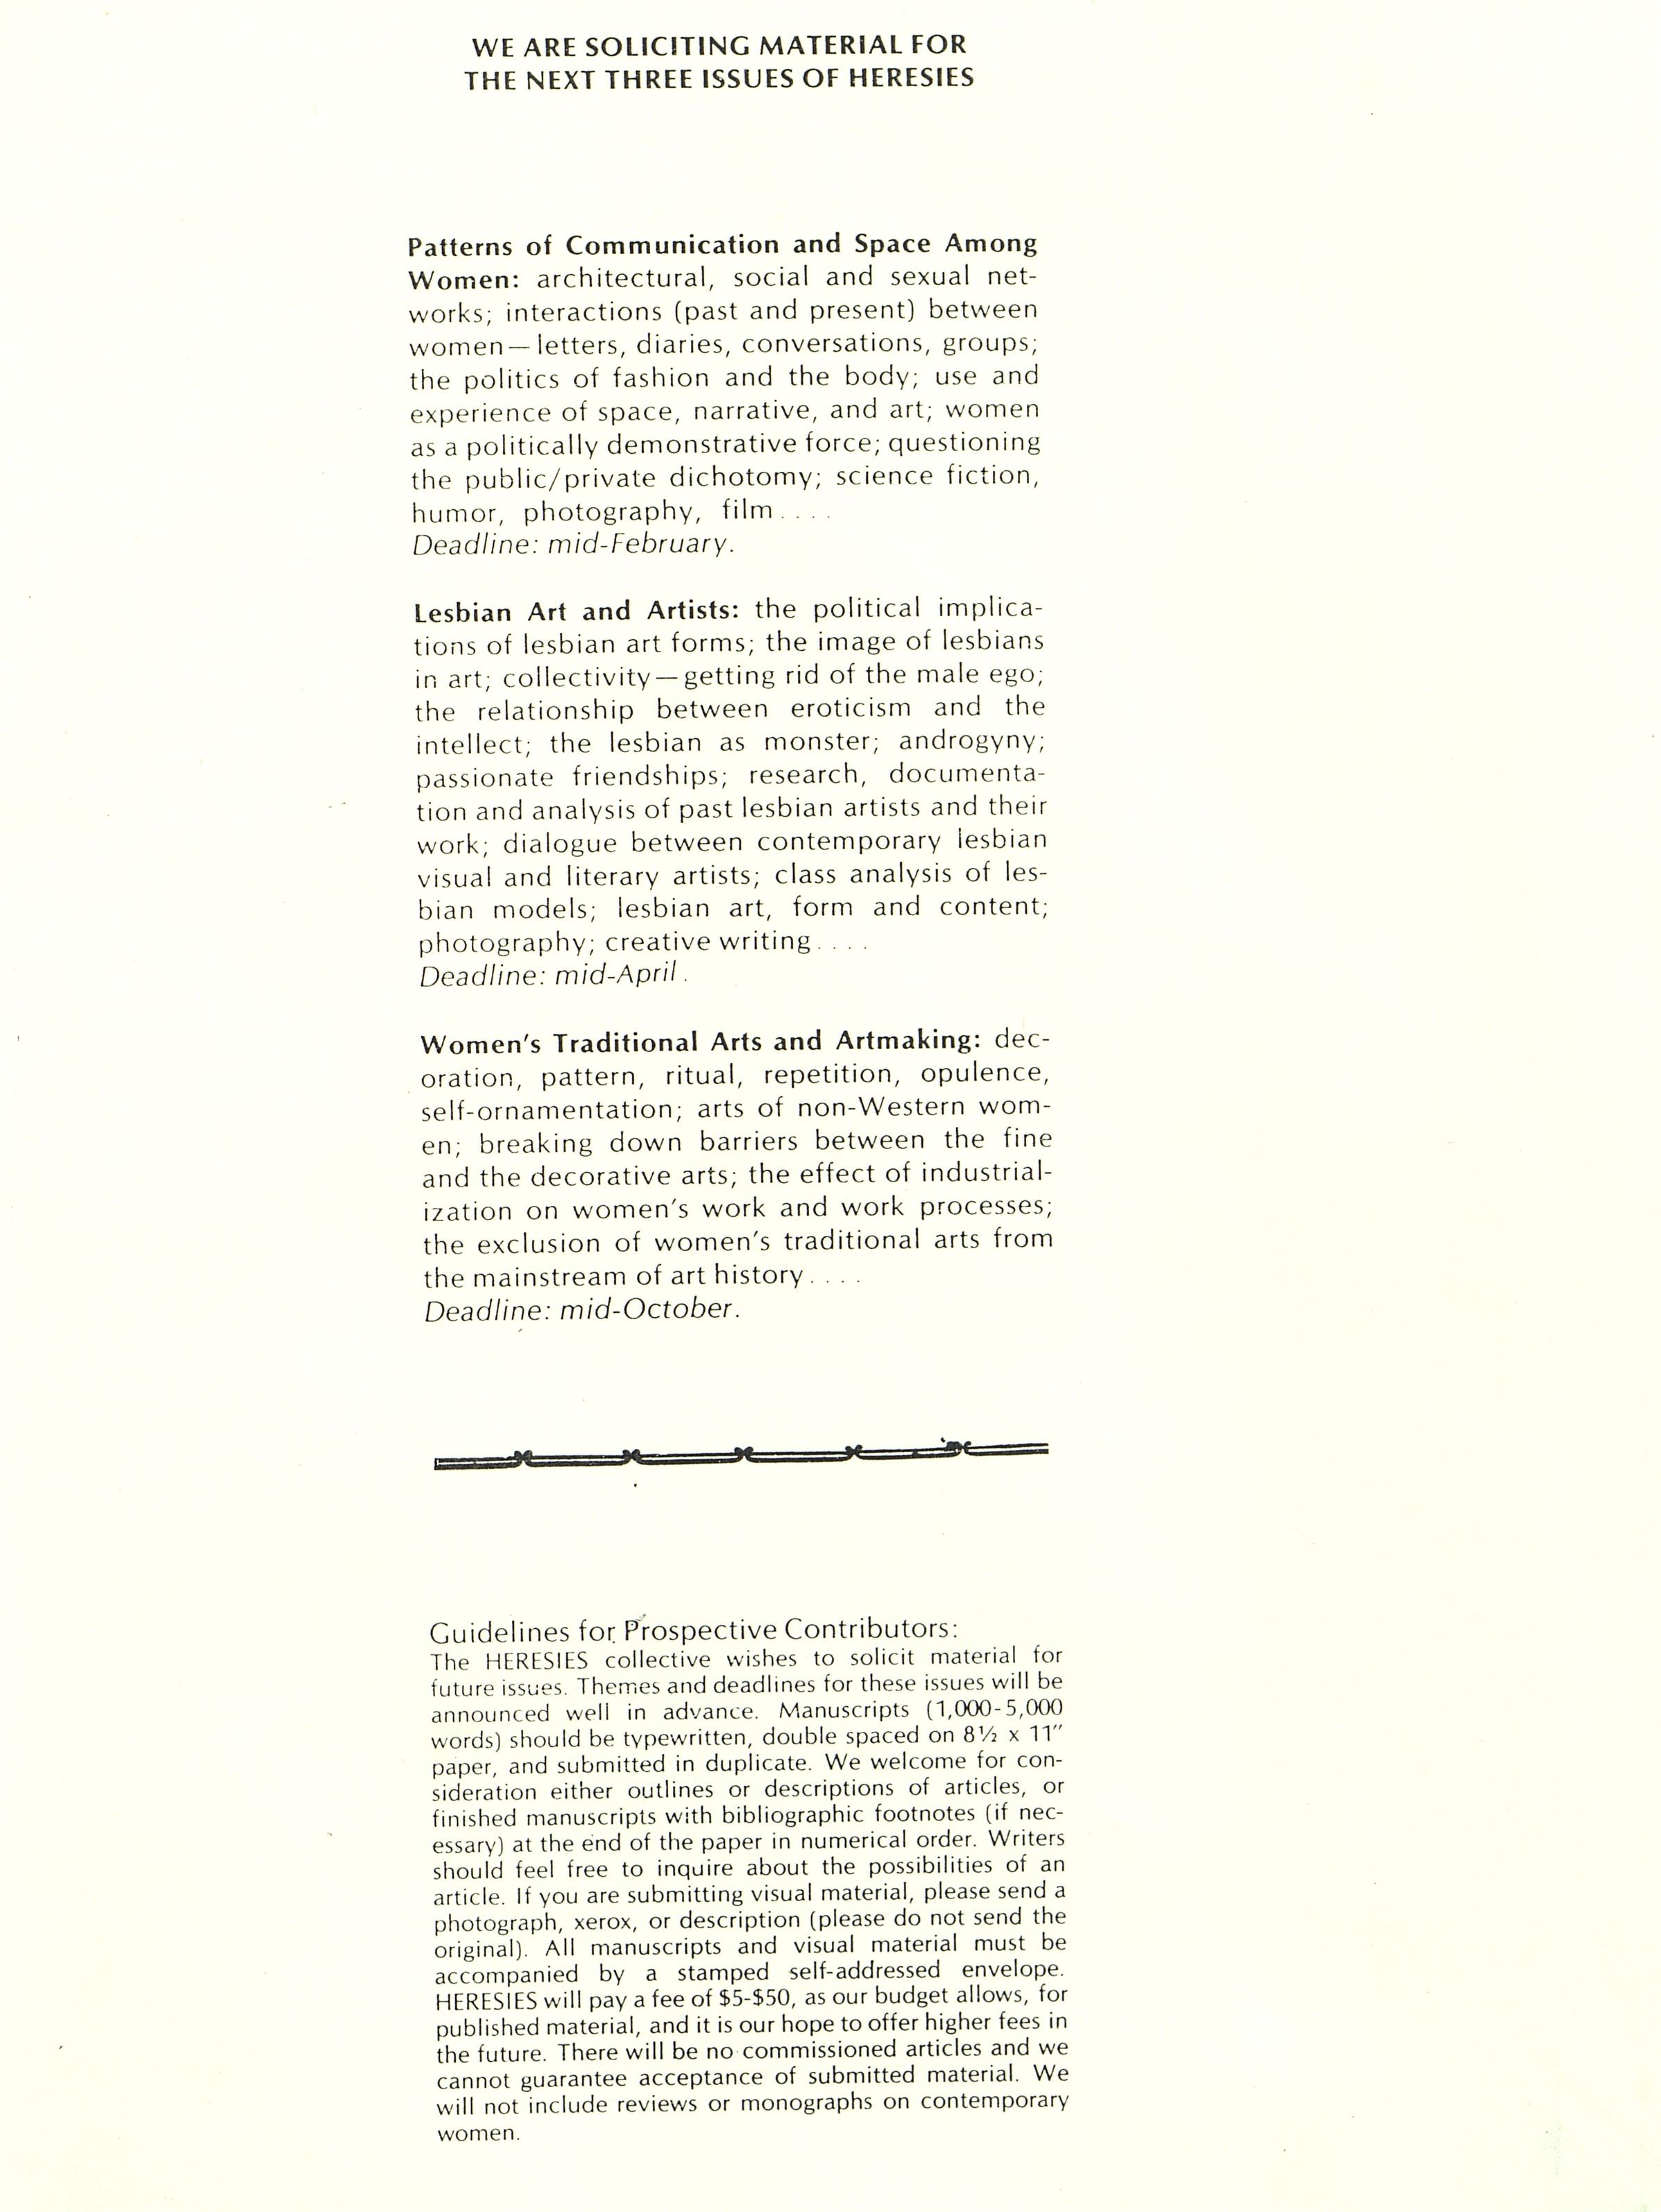 WE ARE SOLICITING MATERIAL FOR
THE NEXT THREE ISSUES OF HERESIES
Patterns of Communication and Space Among
Women: architectural, social and sexual net-
works; interactions (past and present) between
women—letters, diaries, conversations, groups;
the politics of fashion and the body; use and
experience of space, narrative, and art; women
as a politically demonstrative force; questioning
the public/private dichotomy; science fiction,
humor, photography, film....
Deadline: mid-February.
Lesbian Art and Artists: the political implica-
tions of lesbian art forms; the image of lesbians
in art; collectivity—getting rid of the male ego;
the relationship between eroticism and the
intellect; the lesbian as monster; androgyny;
passionate friendships; research, documenta-
tion and analysis of past lesbian artists and their
work; dialogue between contemporary lesbian
visual and literary artists; class analysis of les-
bian models; lesbian art, form and content;
photography; creative writing....
Deadline: mid-April.
Women's Traditional Arts and Artmaking: dec-
oration, pattern, ritual, repetition, opulence,
self-ornamentation; arts of non-Western wom-
en; breaking down barriers between the fine
and the decorative arts; the effect of industrial-
ization on women's work and work processes;
the exclusion of women's traditional arts from
the mainstream of art history....
Deadline: mid-October.
Guidelines for Prospective Contributors:
The HERESIES collective wishes to solicit material for
future issues. Themes and deadlines for these issues will be
announced well in advance. Manuscripts (1,000-5,000
words) should be typewritten, double spaced on 8½ x 11″
paper, and submitted in duplicate. We welcome for con-
sideration either outlines or descriptions of articles, or
finished manuscripts with bibliographic footnotes (if nec-
essary) at the end of the paper in numerical order. Writers
should feel free to inquire about the possibilities of an
article. If you are submitting visual material, please send a
photograph, xerox, or description (please do not send the
original). All manuscripts and visual material must be
accompanied by a stamped self-addressed envelope.
HERESIES will pay a fee of $5-$50, as our budget allows, for
published material, and it is our hope to offer higher fees in
the future. There will be no commissioned articles and we
cannot guarantee acceptance of submitted material. We
will not include reviews or monographs on contemporary
women.